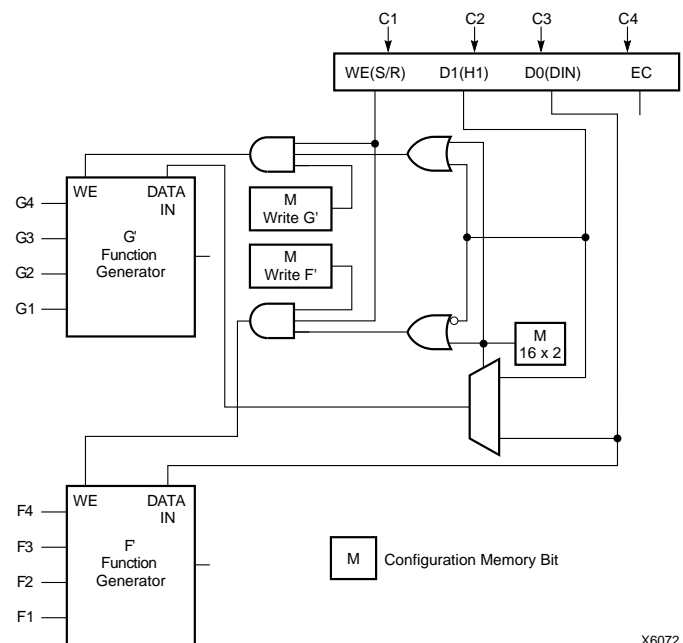 C1 C2 C3 C4
WE(S/R) D1(H1) D0(DIN) EC
WE DATA IN
G4
G3
G2
G1
G'
Function
Generator
M
Write G'
M
Write F'
M
16 x 2
WE DATA IN
F4
F3
F2
F1
F'
Function
Generator
M Configuration Memory Bit
X6072